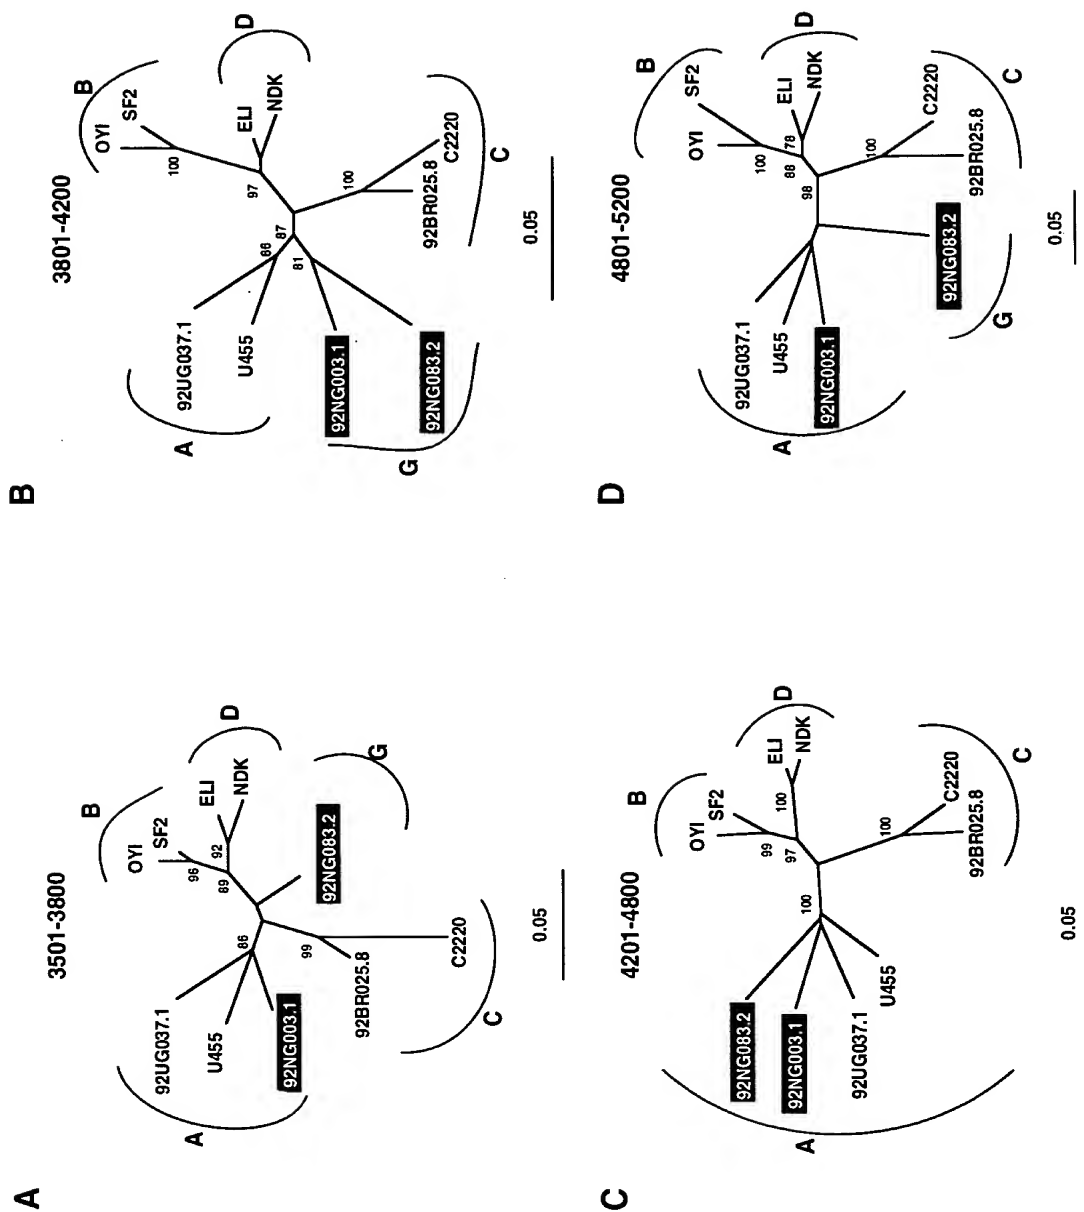 A
3501-3800
B
OYI
SF2
D
ELI
NDK
96
92
89
G
92NG083.2
86
99
92UG037.1
U455
92NG003.1
92BR025.8
C2220
A
C
0.05
B
3801-4200
B
OYI
SF2
D
ELI
NDK
100
97
87
86
81
100
92UG037.1
U455
92NG003.1
92NG083.2
92BR025.8
C2220
A
G
C
0.05
C
4201-4800
B
OYI
SF2
D
ELI
NDK
99
97
100
100
100
92NG083.2
92NG003.1
92UG037.1
U455
92BR025.8
C2220
A
C
0.05
D
4801-5200
B
OYI
SF2
D
ELI
NDK
100
88
78
98
100
92UG037.1
U455
92NG003.1
92NG083.2
92BR025.8
C2220
A
G
C
0.05